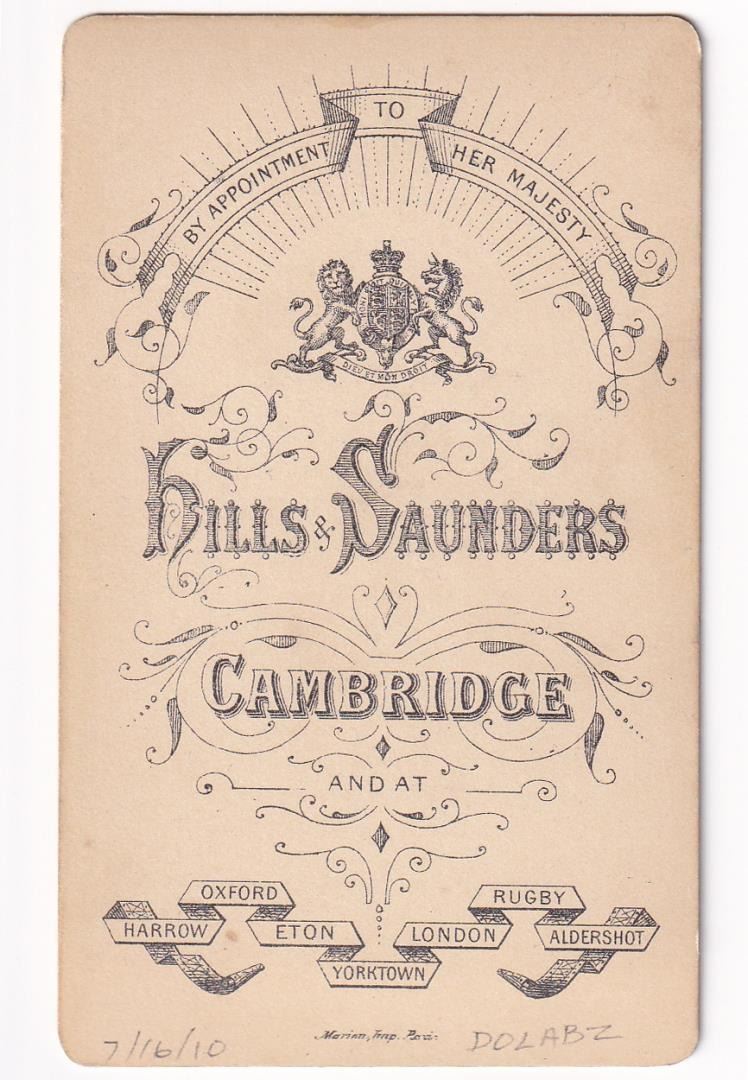 BY APPOINTMENT TO HER MAJESTY
DIEU ET MON DROIT
HILLS & SAUNDERS
CAMBRIDGE
AND AT
HARROW OXFORD ETON YORKTOWN LONDON RUGBY ALDERSHOT
Marion, Imp. Paris
7/16/10 DOLABZ